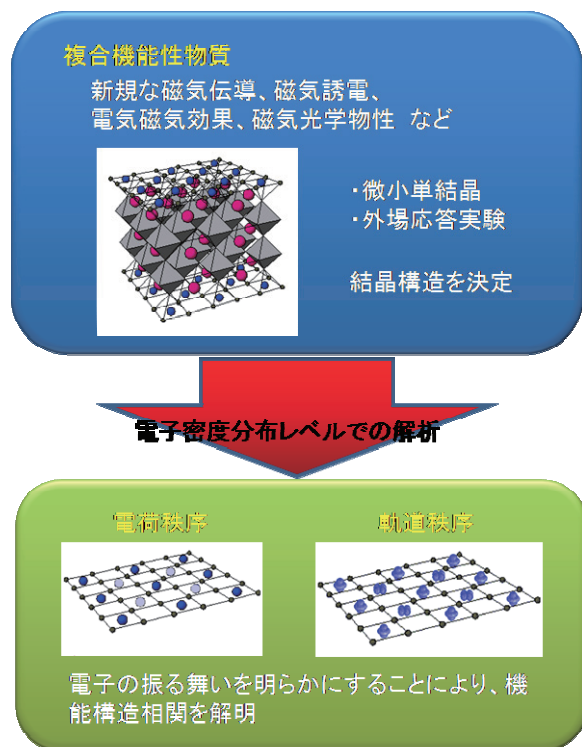 複合機能性物質
新規な磁気伝導、磁気誘電、
電気磁気効果、磁気光学物性 など
・微小単結晶
・外場応答実験
結晶構造を決定
電子密度分布レベルでの解析
電荷秩序
軌道秩序
電子の振る舞いを明らかにすることにより、機
能構造相関を解明